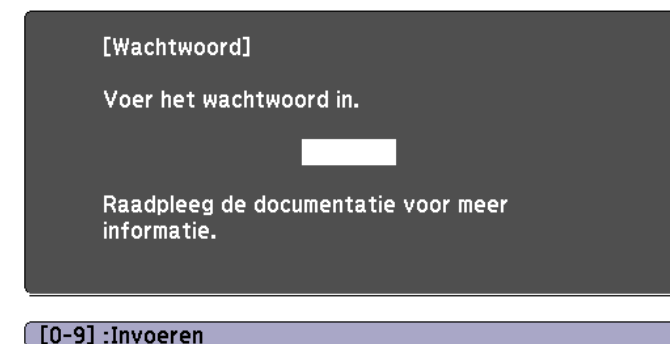 [Wachtwoord]
Voer het wachtwoord in.
Raadpleeg de documentatie voor meer
informatie.
[0-9] :Invoeren